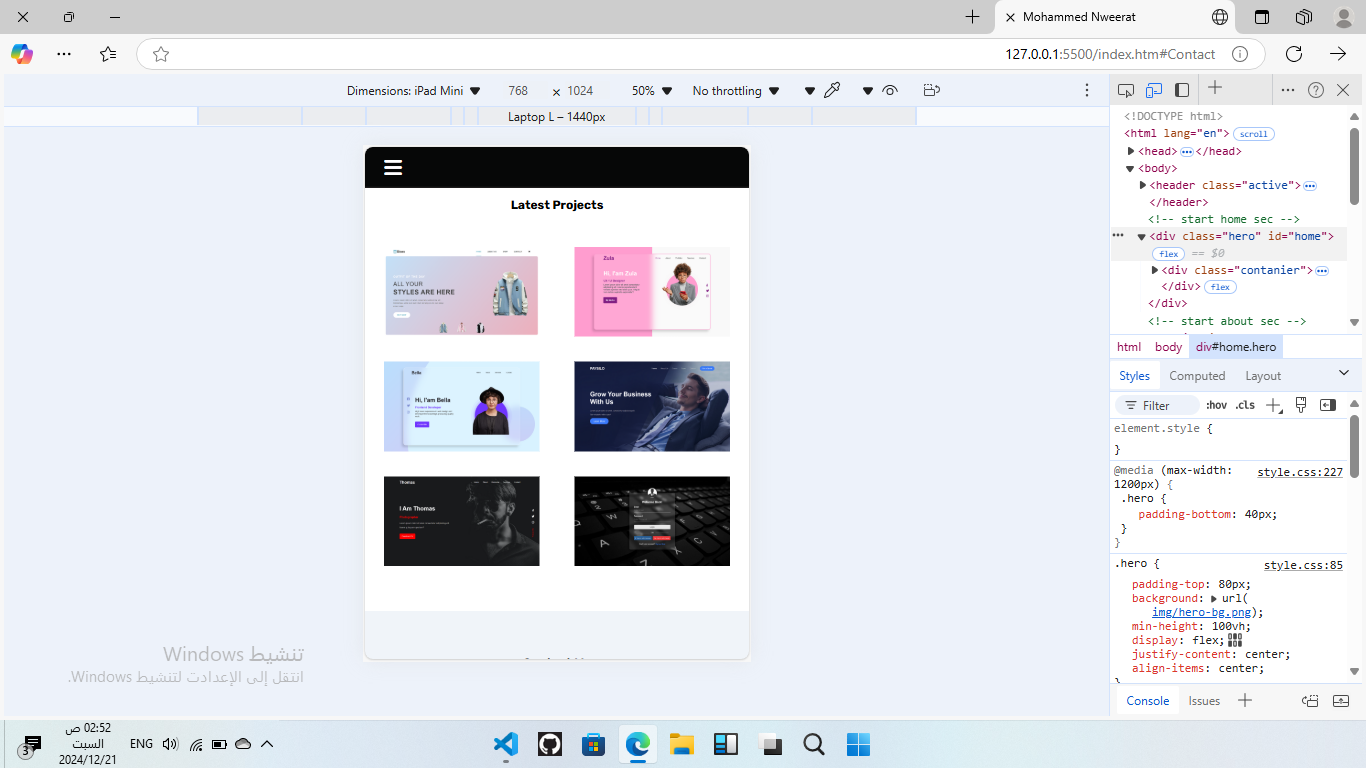 Mohammed Nweerat
127.0.0.1:5500/index.htm#Contact
Dimensions: iPad Mini ▼ 768 × 1024 50% ▼ No throttling ▼
Laptop L – 1440px
Latest Projects
ALL YOUR
STYLES ARE HERE
Zula
Hi, I'am Zula
Bella
Hi, I'am Bella
PAYSILO
Grow Your Business
With Us
Thomas
I Am Thomas
A
Z
X
C
<!DOCTYPE html>
<html lang="en"> scroll
<head> ••• </head>
<body>
<header class="active"> •••
</header>
<!-- start home sec -->
••• <div class="hero" id="home">
flex == $0
<div class="contanier"> •••
</div> flex
</div>
<!-- start about sec -->
html body div#home.hero
Styles Computed Layout
Filter :hov .cls
element.style {
}
@media (max-width: style.css:227
1200px) {
.hero {
padding-bottom: 40px;
}
}
.hero { style.css:85
padding-top: 80px;
background: url(
img/hero-bg.png);
min-height: 100vh;
display: flex;
justify-content: center;
align-items: center;
}
Console Issues
تنشيط Windows
انتقل إلى الإعدادات لتنشيط Windows.
3
02:52 ص
السبت
2024/12/21
ENG